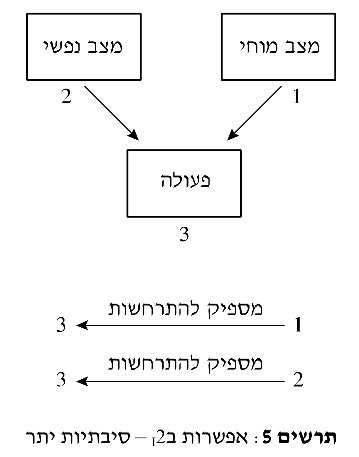 מצב מוחי
מצב נפשי
1
2
פעולה
3
מספיק להתרחשות
1 3
מספיק להתרחשות
2 3
תרשים 5: אפשרות ב2ו – סיבתיות יתר